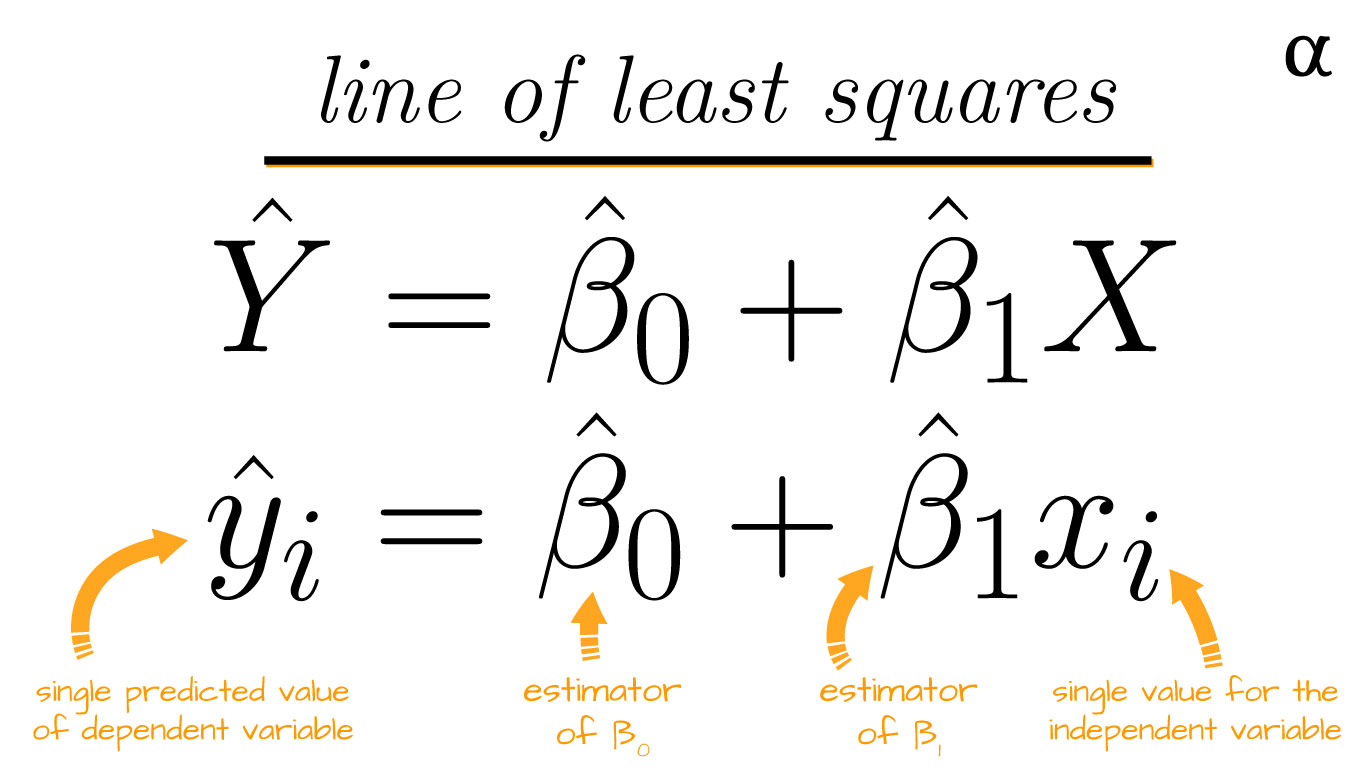 α
line of least squares
Ŷ = β̂₀ + β̂₁X
ŷᵢ = β̂₀ + β̂₁xᵢ
single predicted value
of dependent variable
estimator
of β₀
estimator
of β₁
single value for the
independent variable